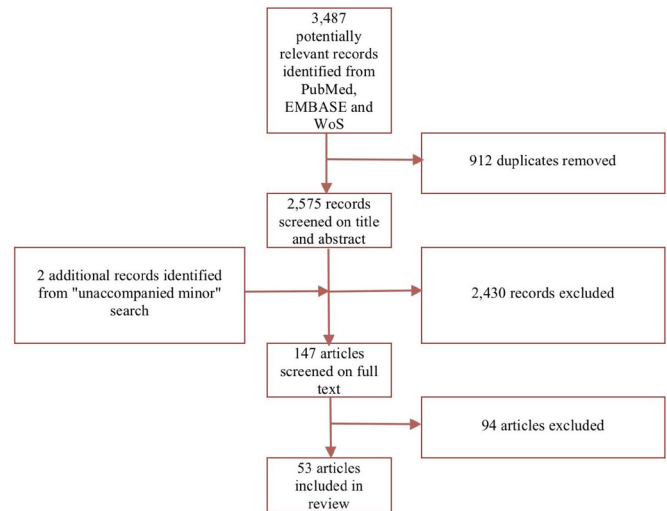 3,487
potentially
relevant records
identified from
PubMed,
EMBASE and
WoS
912 duplicates removed
2,575 records
screened on title
and abstract
2 additional records identified
from "unaccompanied minor"
search
2,430 records excluded
147 articles
screened on full
text
94 articles excluded
53 articles
included in
review